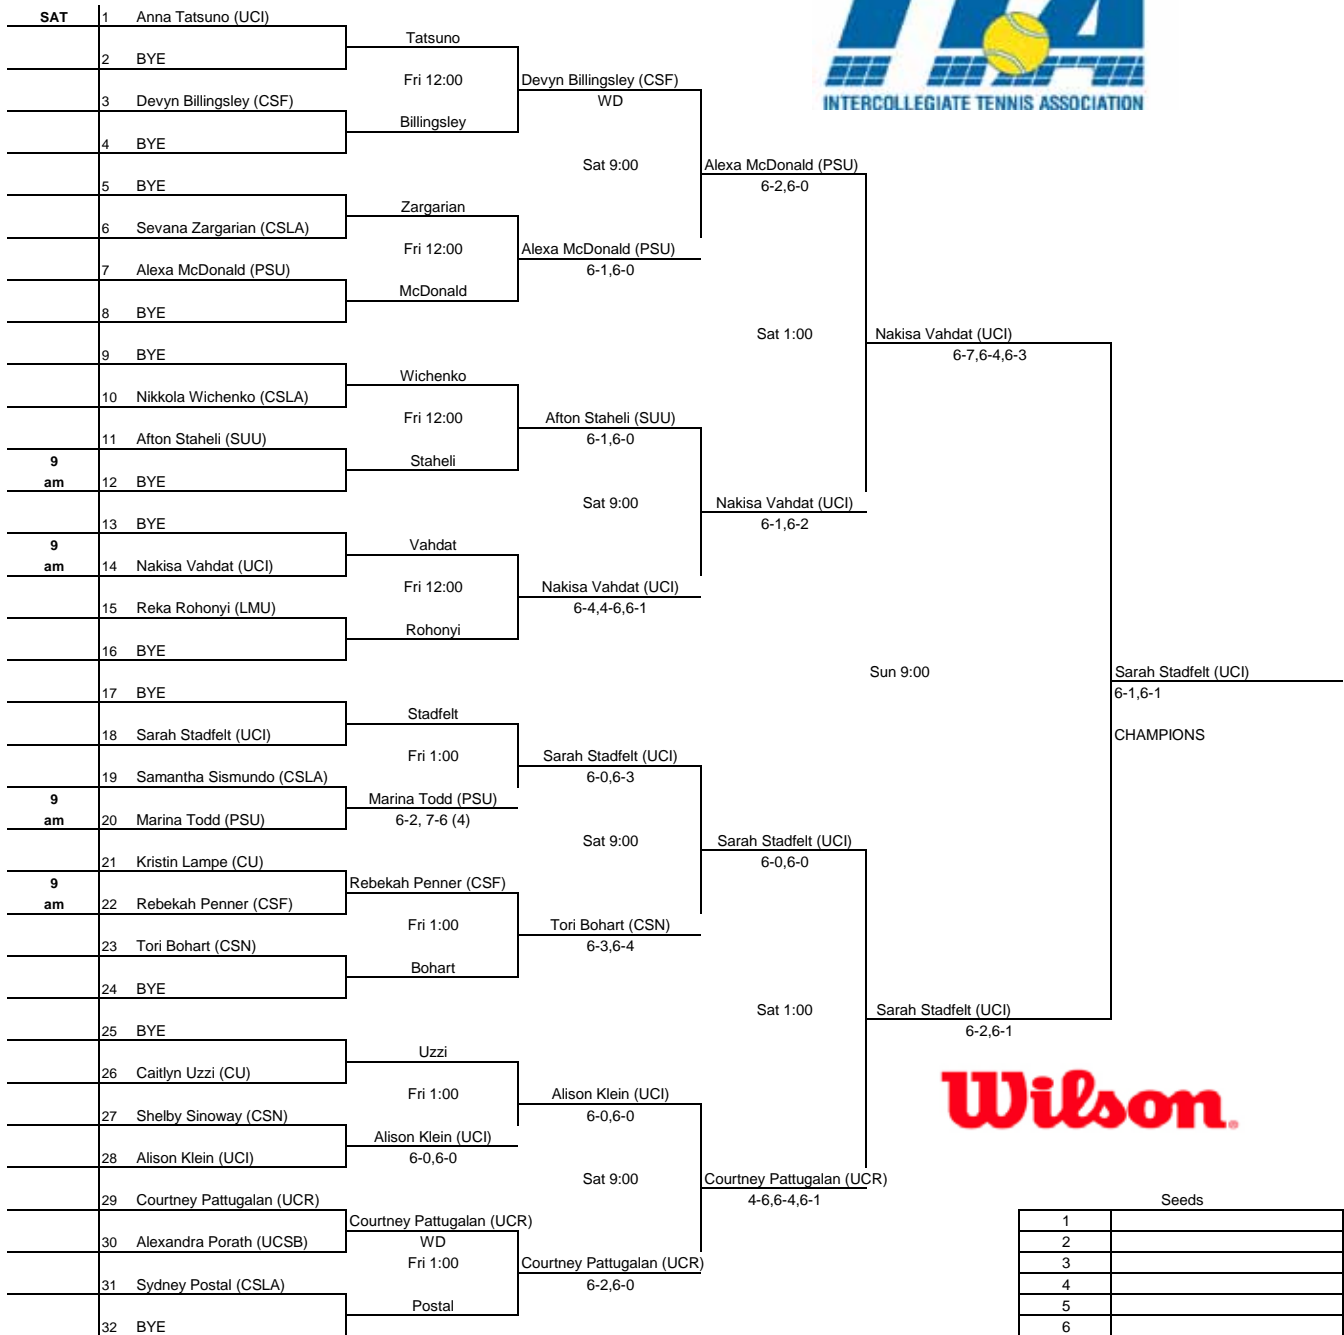 SAT 1 Anna Tatsuno (UCI)
Tatsuno
2 BYE
Fri 12:00 Devyn Billingsley (CSF)
3 Devyn Billingsley (CSF) WD
INTERCOLLEGIATE TENNIS ASSOCIATION
Billingsley
4 BYE
Sat 9:00 Alexa McDonald (PSU)
5 BYE 6-2,6-0
Zargarian
6 Sevana Zargarian (CSLA)
Fri 12:00 Alexa McDonald (PSU)
7 Alexa McDonald (PSU) 6-1,6-0
McDonald
8 BYE
Sat 1:00 Nakisa Vahdat (UCI)
9 BYE 6-7,6-4,6-3
Wichenko
10 Nikkola Wichenko (CSLA)
Fri 12:00 Afton Staheli (SUU)
11 Afton Staheli (SUU) 6-1,6-0
9 Staheli
am 12 BYE
Sat 9:00 Nakisa Vahdat (UCI)
13 BYE 6-1,6-2
9 Vahdat
am 14 Nakisa Vahdat (UCI)
Fri 12:00 Nakisa Vahdat (UCI)
15 Reka Rohonyi (LMU) 6-4,4-6,6-1
Rohonyi
16 BYE
Sun 9:00 Sarah Stadfelt (UCI)
17 BYE 6-1,6-1
Stadfelt
18 Sarah Stadfelt (UCI) CHAMPIONS
Fri 1:00 Sarah Stadfelt (UCI)
19 Samantha Sismundo (CSLA) 6-0,6-3
9 Marina Todd (PSU)
am 20 Marina Todd (PSU) 6-2, 7-6 (4)
Sat 9:00 Sarah Stadfelt (UCI)
21 Kristin Lampe (CU) 6-0,6-0
9 Rebekah Penner (CSF)
am 22 Rebekah Penner (CSF)
Fri 1:00 Tori Bohart (CSN)
23 Tori Bohart (CSN) 6-3,6-4
Bohart
24 BYE
Sat 1:00 Sarah Stadfelt (UCI)
25 BYE 6-2,6-1
Uzzi
26 Caitlyn Uzzi (CU)
Fri 1:00 Alison Klein (UCI)
Wilson
27 Shelby Sinoway (CSN) 6-0,6-0
Alison Klein (UCI)
28 Alison Klein (UCI) 6-0,6-0
Sat 9:00 Courtney Pattugalan (UCR)
29 Courtney Pattugalan (UCR) 4-6,6-4,6-1 Seeds
Courtney Pattugalan (UCR) 1
30 Alexandra Porath (UCSB) WD 2
Fri 1:00 Courtney Pattugalan (UCR) 3
31 Sydney Postal (CSLA) 6-2,6-0 4
Postal 5
32 BYE 6